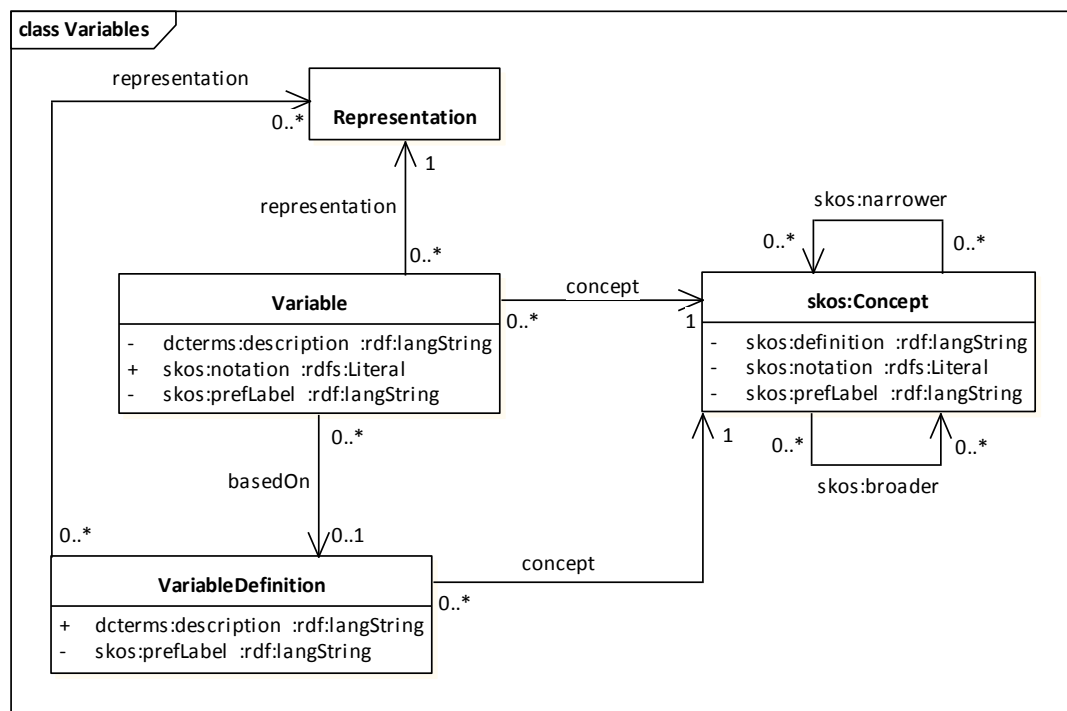 class Variables
representation
0..*
Representation
1
representation
0..*
skos:narrower
0..*
0..*
Variable
- dcterms:description :rdf:langString
+ skos:notation :rdfs:Literal
- skos:prefLabel :rdf:langString
concept
0..*
1
skos:Concept
- skos:definition :rdf:langString
- skos:notation :rdfs:Literal
- skos:prefLabel :rdf:langString
0..*
basedOn
0..1
1
0..*
0..*
skos:broader
0..*
VariableDefinition
+ dcterms:description :rdf:langString
- skos:prefLabel :rdf:langString
concept
0..*